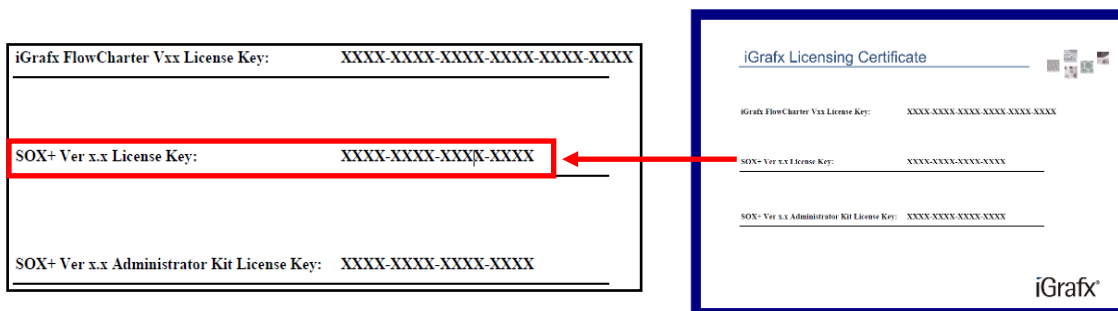 iGrafx FlowCharter Vxx License Key: XXXX-XXXX-XXXX-XXXX-XXXX-XXXX
SOX+ Ver x.x License Key: XXXX-XXXX-XXXX-XXXX
SOX+ Ver x.x Administrator Kit License Key: XXXX-XXXX-XXXX-XXXX
iGrafx Licensing Certificate
iGrafx FlowCharter Vxx License Key: XXXX-XXXX-XXXX-XXXX-XXXX-XXXX
SOX+ Ver x.x License Key: XXXX-XXXX-XXXX-XXXX
SOX+ Ver x.x Administrator Kit License Key: XXXX-XXXX-XXXX-XXXX
iGrafx®